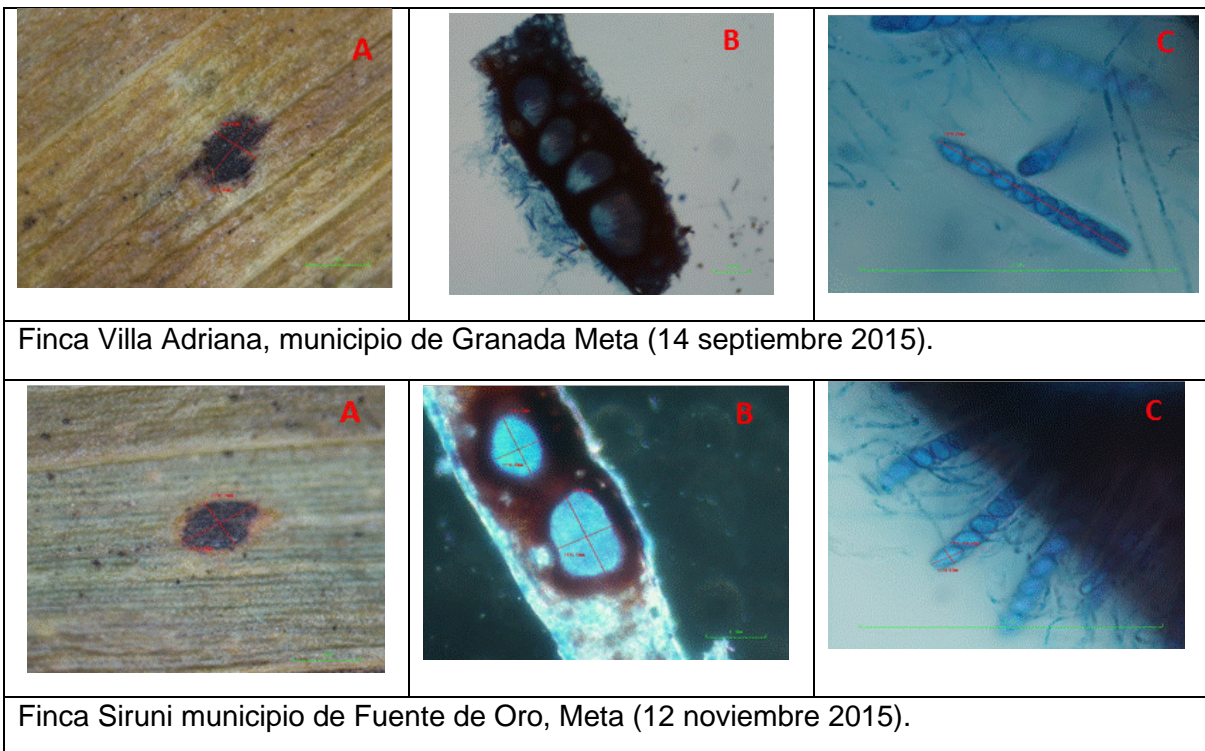 A
B
C
Finca Villa Adriana, municipio de Granada Meta (14 septiembre 2015).
A
B
C
Finca Siruni municipio de Fuente de Oro, Meta (12 noviembre 2015).